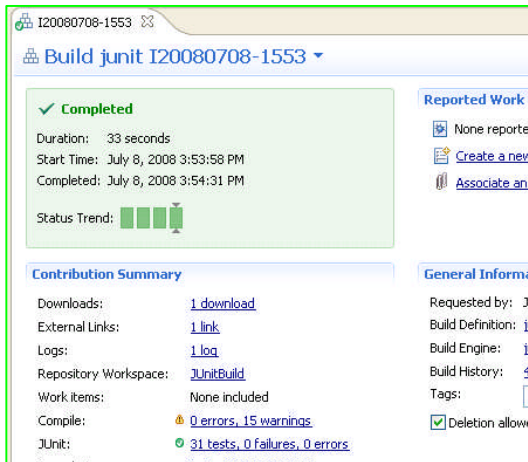 I20080708-1553
Build junit I20080708-1553
Completed
Duration: 33 seconds
Start Time: July 8, 2008 3:53:58 PM
Completed: July 8, 2008 3:54:31 PM
Status Trend:
Reported Work
None reporte
Create a new
Associate an
Contribution Summary
Downloads: 1 download
External Links: 1 link
Logs: 1 log
Repository Workspace: JUnitBuild
Work items: None included
Compile: 0 errors, 15 warnings
JUnit: 31 tests, 0 failures, 0 errors
General Informa
Requested by: J
Build Definition: j
Build Engine: j
Build History: 4
Tags:
Deletion allowe